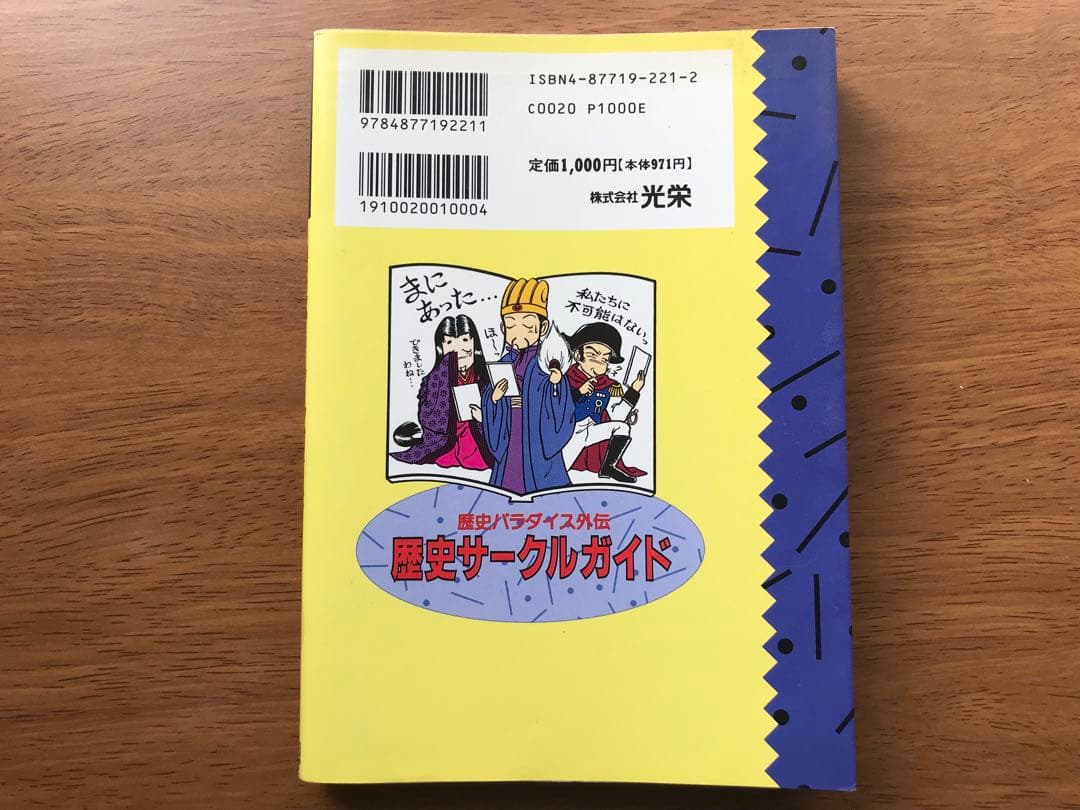 ISBN4-87719-221-2
C0020 P1000E
9784877192211
定価1,000円【本体971円】
株式会社 光栄
1910020010004
まに
あった…
ほーっ
私たちに
不可能はないっ
できました
わね…
?
歴史パラダイス外伝
歴史サークルガイド